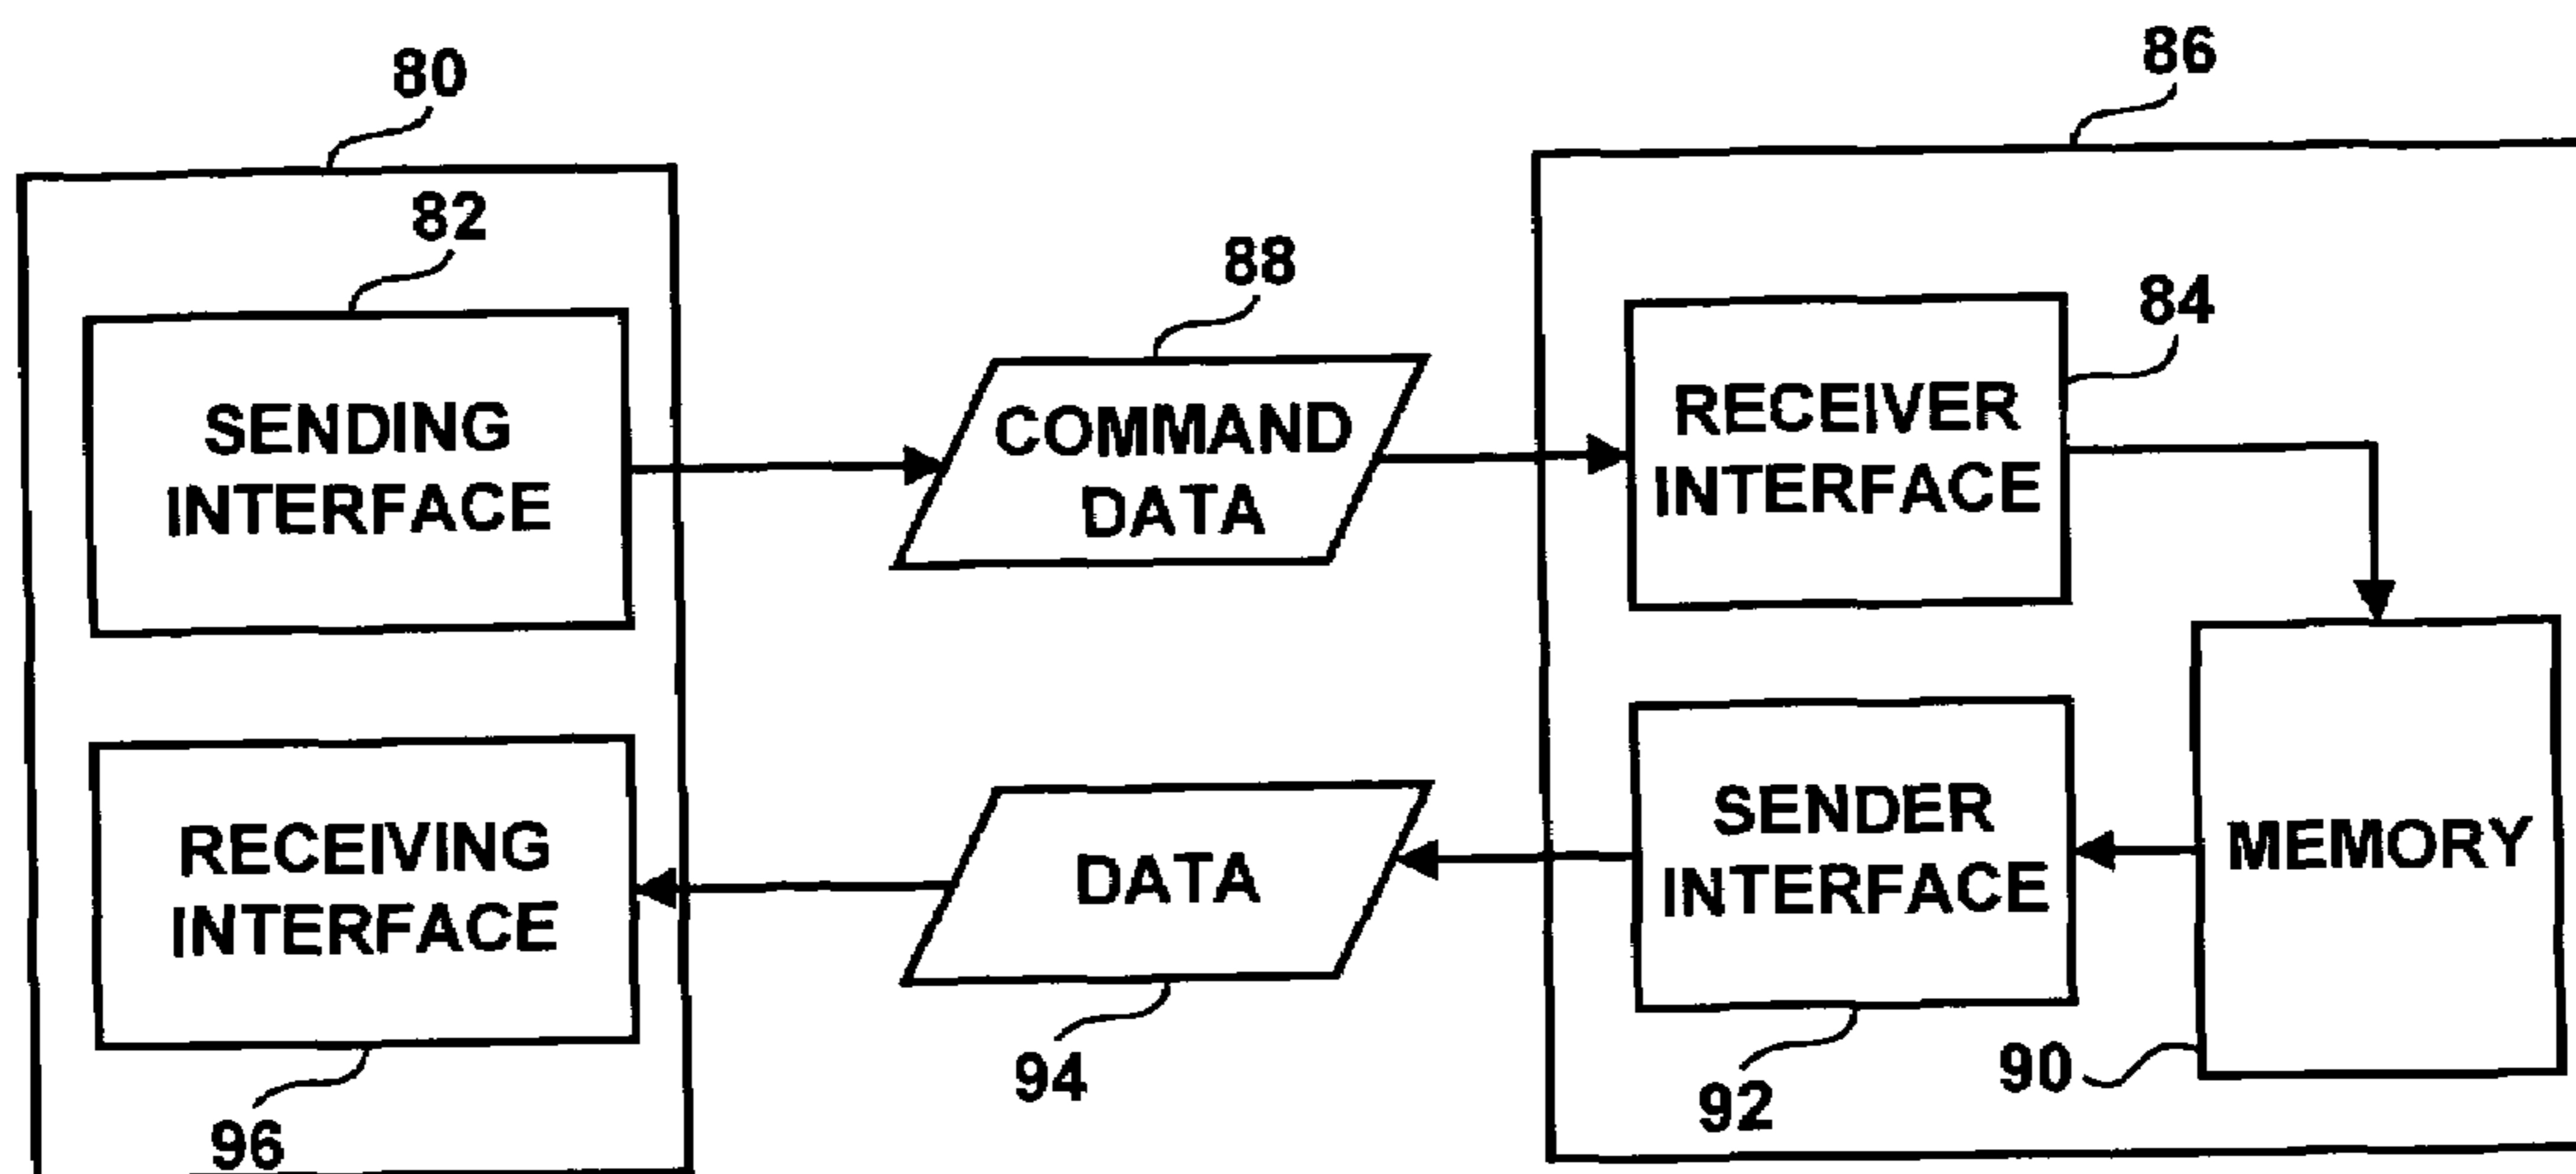 80
86
82
88
84
SENDING
INTERFACE
COMMAND
DATA
RECEIVER
INTERFACE
RECEIVING
INTERFACE
DATA
SENDER
INTERFACE
MEMORY
94
92
90
96